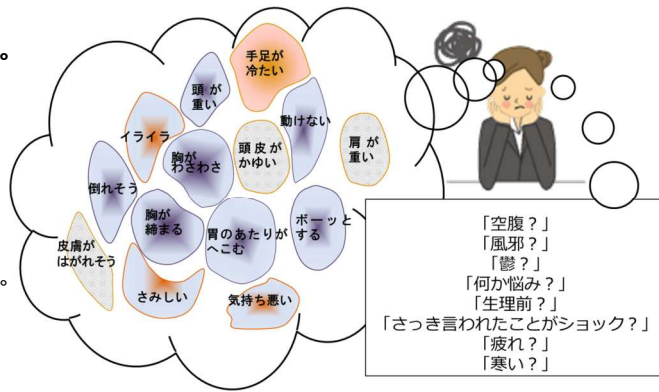 手足が
冷たい
頭 が
重い
イライラ
動けない
胸が
わさわさ
頭皮が
かゆい
肩が
重い
倒れそう
胸が
締まる
胃のあたりが
へこむ
ボーッと
する
皮膚が
はがれそう
さみしい
気持ち悪い
「空腹？」
「風邪？」
「鬱？」
「何か悩み？」
「生理前？」
「さっき言われたことがショック？」
「疲れ？」
「寒い？」